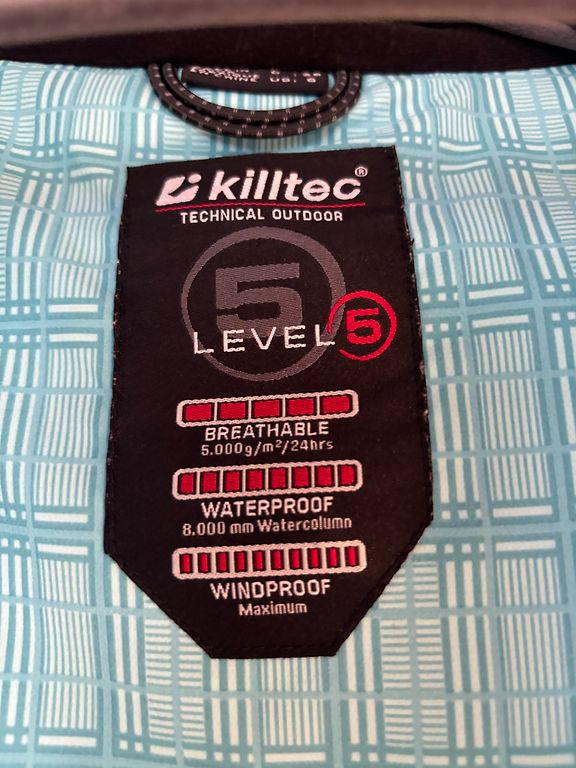 killtec®
TECHNICAL OUTDOOR
5
LEVEL 5
BREATHABLE
5.000g/m²/24hrs
WATERPROOF
8.000 mm Watercolumn
WINDPROOF
Maximum